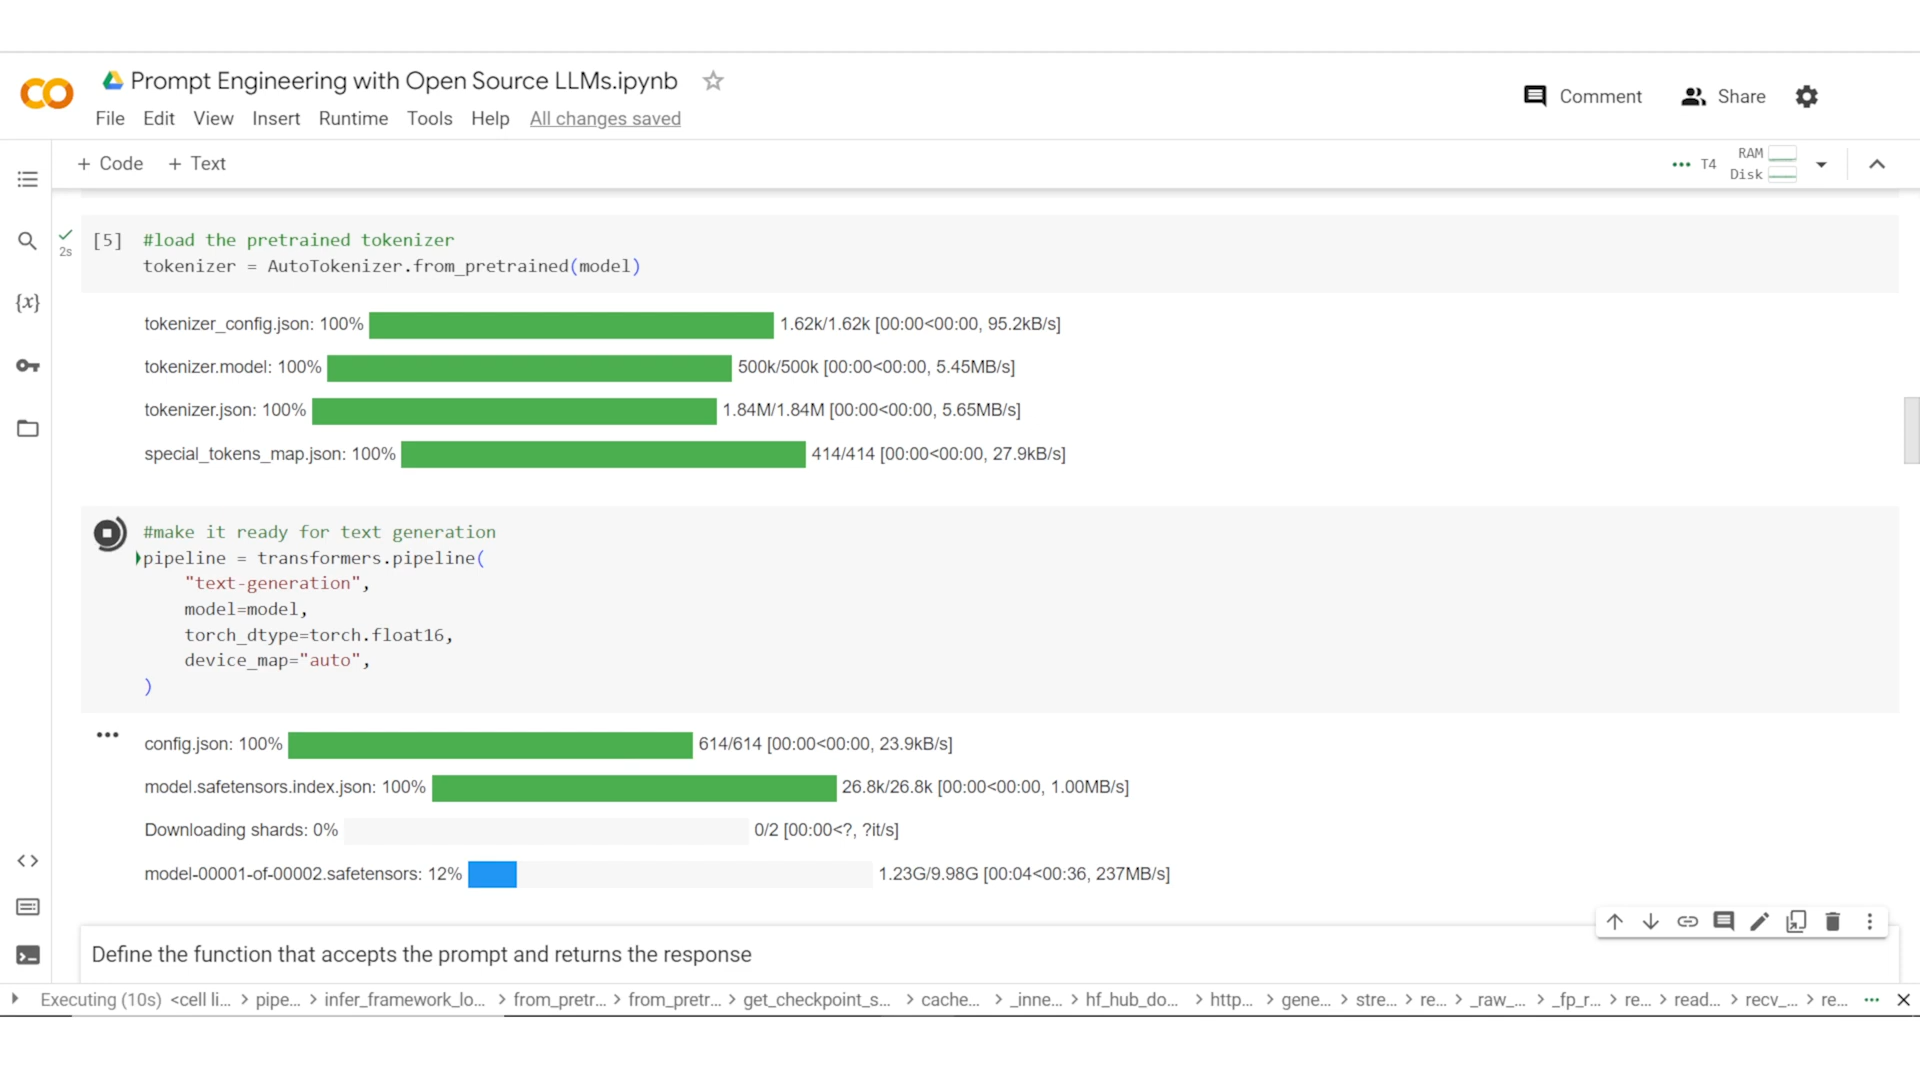 Prompt Engineering with Open Source LLMs.ipynb
Comment Share
File Edit View Insert Runtime Tools Help All changes saved
+ Code + Text
T4 RAM Disk
2s
[5] #load the pretrained tokenizer
tokenizer = AutoTokenizer.from_pretrained(model)
tokenizer_config.json: 100% 1.62k/1.62k [00:00<00:00, 95.2kB/s]
tokenizer.model: 100% 500k/500k [00:00<00:00, 5.45MB/s]
tokenizer.json: 100% 1.84M/1.84M [00:00<00:00, 5.65MB/s]
special_tokens_map.json: 100% 414/414 [00:00<00:00, 27.9kB/s]
#make it ready for text generation
pipeline = transformers.pipeline(
"text-generation",
model=model,
torch_dtype=torch.float16,
device_map="auto",
)
config.json: 100% 614/614 [00:00<00:00, 23.9kB/s]
model.safetensors.index.json: 100% 26.8k/26.8k [00:00<00:00, 1.00MB/s]
Downloading shards: 0% 0/2 [00:00<?, ?it/s]
model-00001-of-00002.safetensors: 12% 1.23G/9.98G [00:04<00:36, 237MB/s]
Define the function that accepts the prompt and returns the response
Executing (10s) <cell li... > pipe... > infer_framework_lo... > from_pretr... > from_pretr... > get_checkpoint_s... > cache... > _inne... > hf_hub_do... > http... > gene... > stre... > re... > _raw_... > _fp_r... > re... > read... > recv_... > re... ...